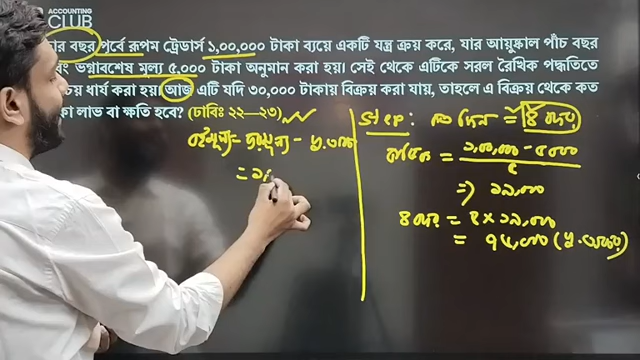 ACCOUNTING
CLUB
চার বছর পূর্বে রূপম ট্রেডার্স ১,০০,০০০ টাকা ব্যয়ে একটি যন্ত্র ক্রয় করে, যার আয়ুষ্কাল পাঁচ বছর
এবং ভগ্নাবশেষ মূল্য ৫,০০০ টাকা অনুমান করা হয়। সেই থেকে এটিকে সরল রৈখিক পদ্ধতিতে
ধার্য করা হয়। আজ এটি যদি ৩০,০০০ টাকায় বিক্রয় করা যায়, তাহলে এ বিক্রয় থেকে কত
লাভ বা ক্ষতি হবে? (ঢাবিঃ ২২–২৩)
Step: = ৪ বছর
= ক্রয়মূল্য –
= ১,
= ১,০০,০০০ – ৫০০০
৫
⇒ ১৯,০০০
৪ বছর = ৪ × ১৯,০০০
= ৭৬,০০০